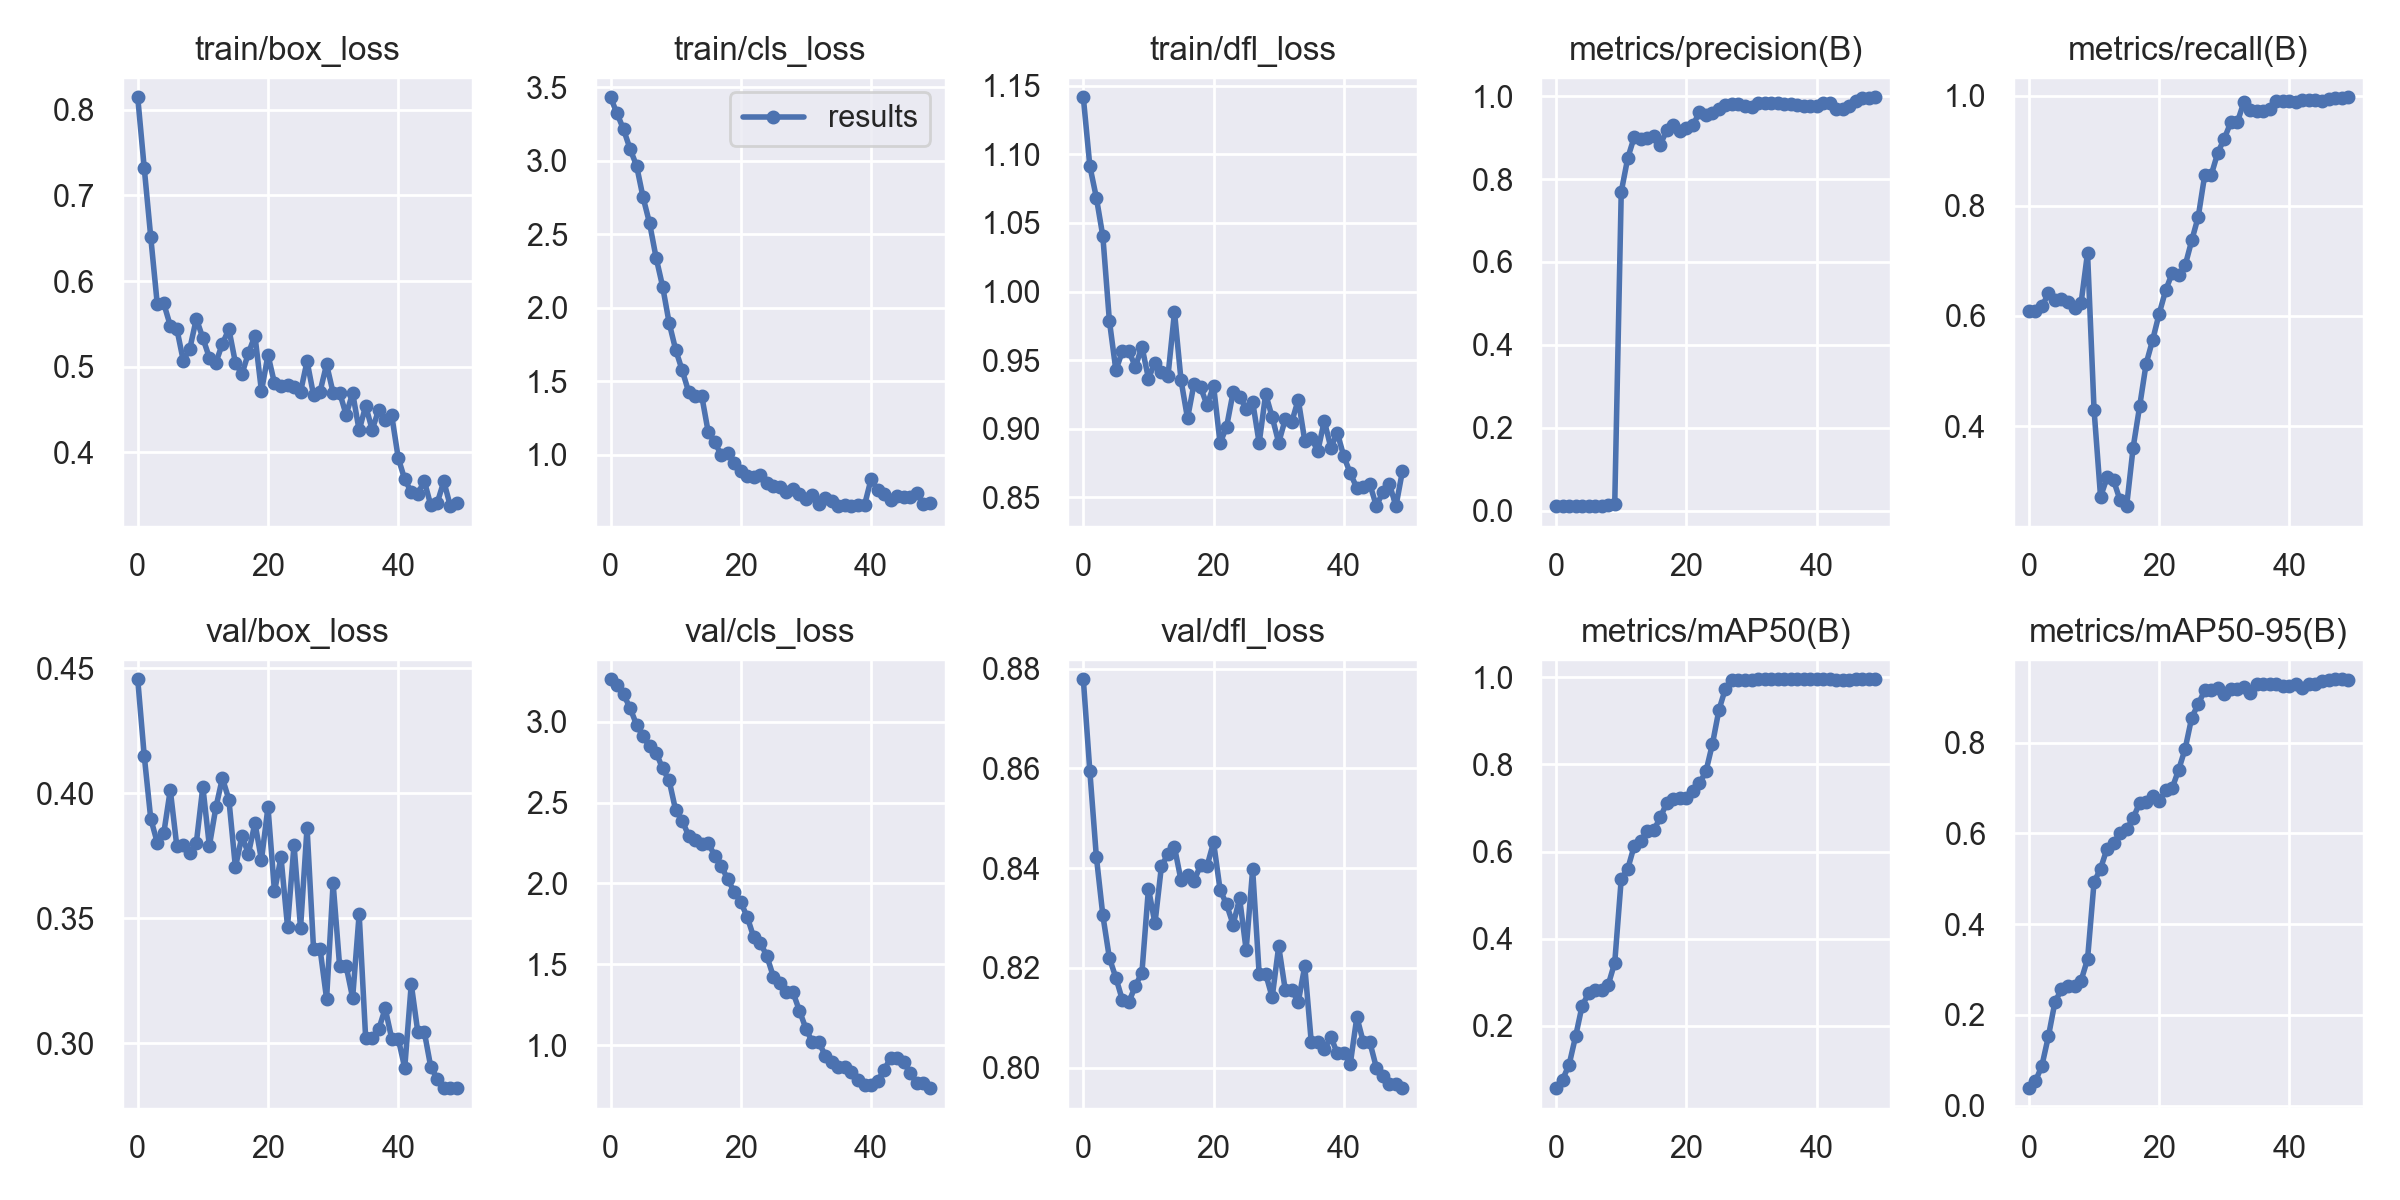 train/box_loss
train/cls_loss
train/dfl_loss
metrics/precision(B)
metrics/recall(B)
0.8
0.7
0.6
0.5
0.4
0 20 40
results
3.5
3.0
2.5
2.0
1.5
1.0
0 20 40
1.15
1.10
1.05
1.00
0.95
0.90
0.85
0 20 40
1.0
0.8
0.6
0.4
0.2
0.0
0 20 40
1.0
0.8
0.6
0.4
0 20 40
val/box_loss
val/cls_loss
val/dfl_loss
metrics/mAP50(B)
metrics/mAP50-95(B)
0.45
0.40
0.35
0.30
0 20 40
3.0
2.5
2.0
1.5
1.0
0 20 40
0.88
0.86
0.84
0.82
0.80
0 20 40
1.0
0.8
0.6
0.4
0.2
0 20 40
0.8
0.6
0.4
0.2
0.0
0 20 40